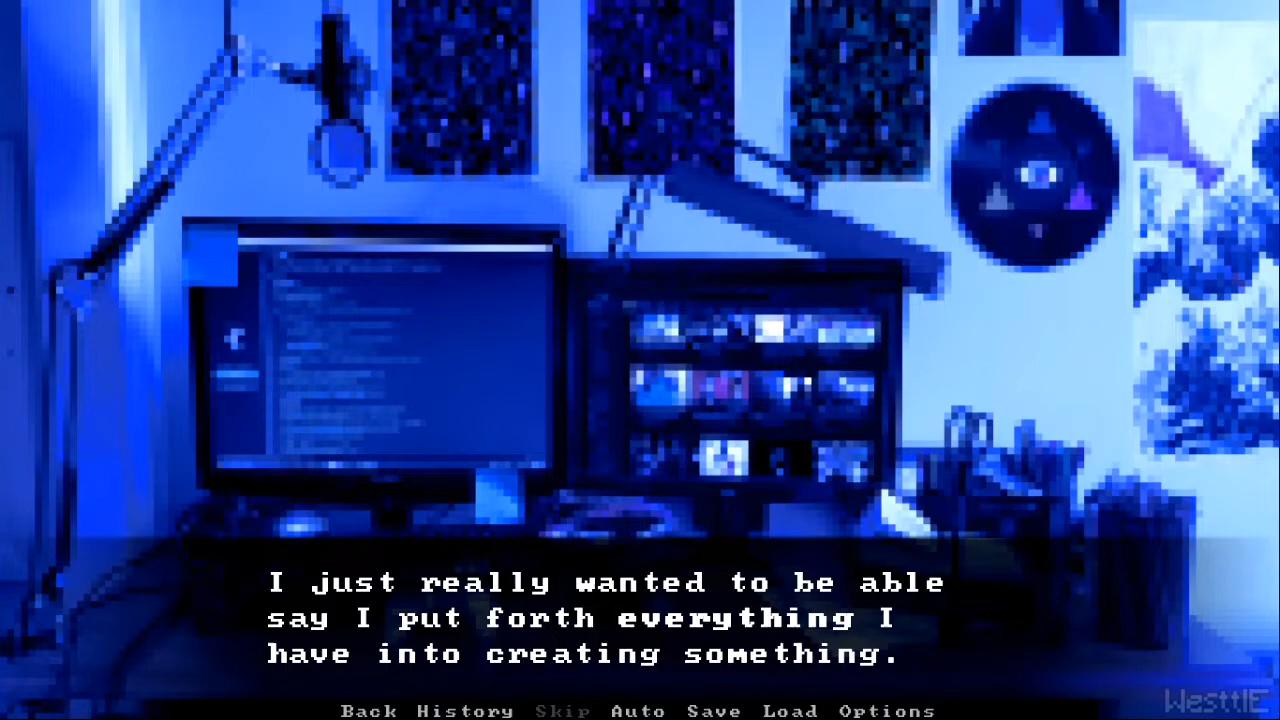 I just really wanted to be able
say I put forth everything I
have into creating something.
Back History Skip Auto Save Load Options
WesttIE